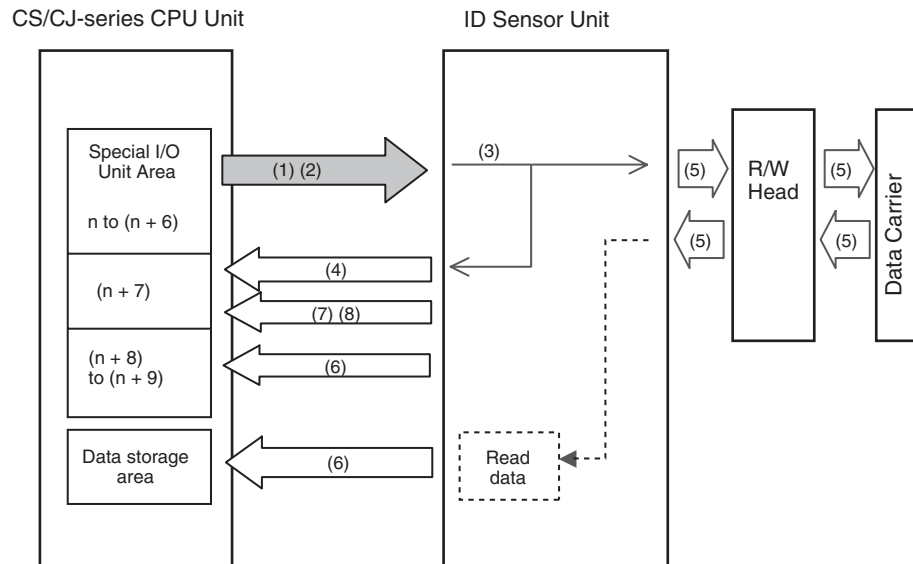 CS/CJ-series CPU Unit
ID Sensor Unit
Special I/O
Unit Area
n to (n + 6)
(1) (2)
(3)
(5)
R/W
Head
(5)
Data Carrier
(5)
(5)
(4)
(n + 7)
(7) (8)
(n + 8)
to (n + 9)
(6)
Data storage
area
(6)
Read
data